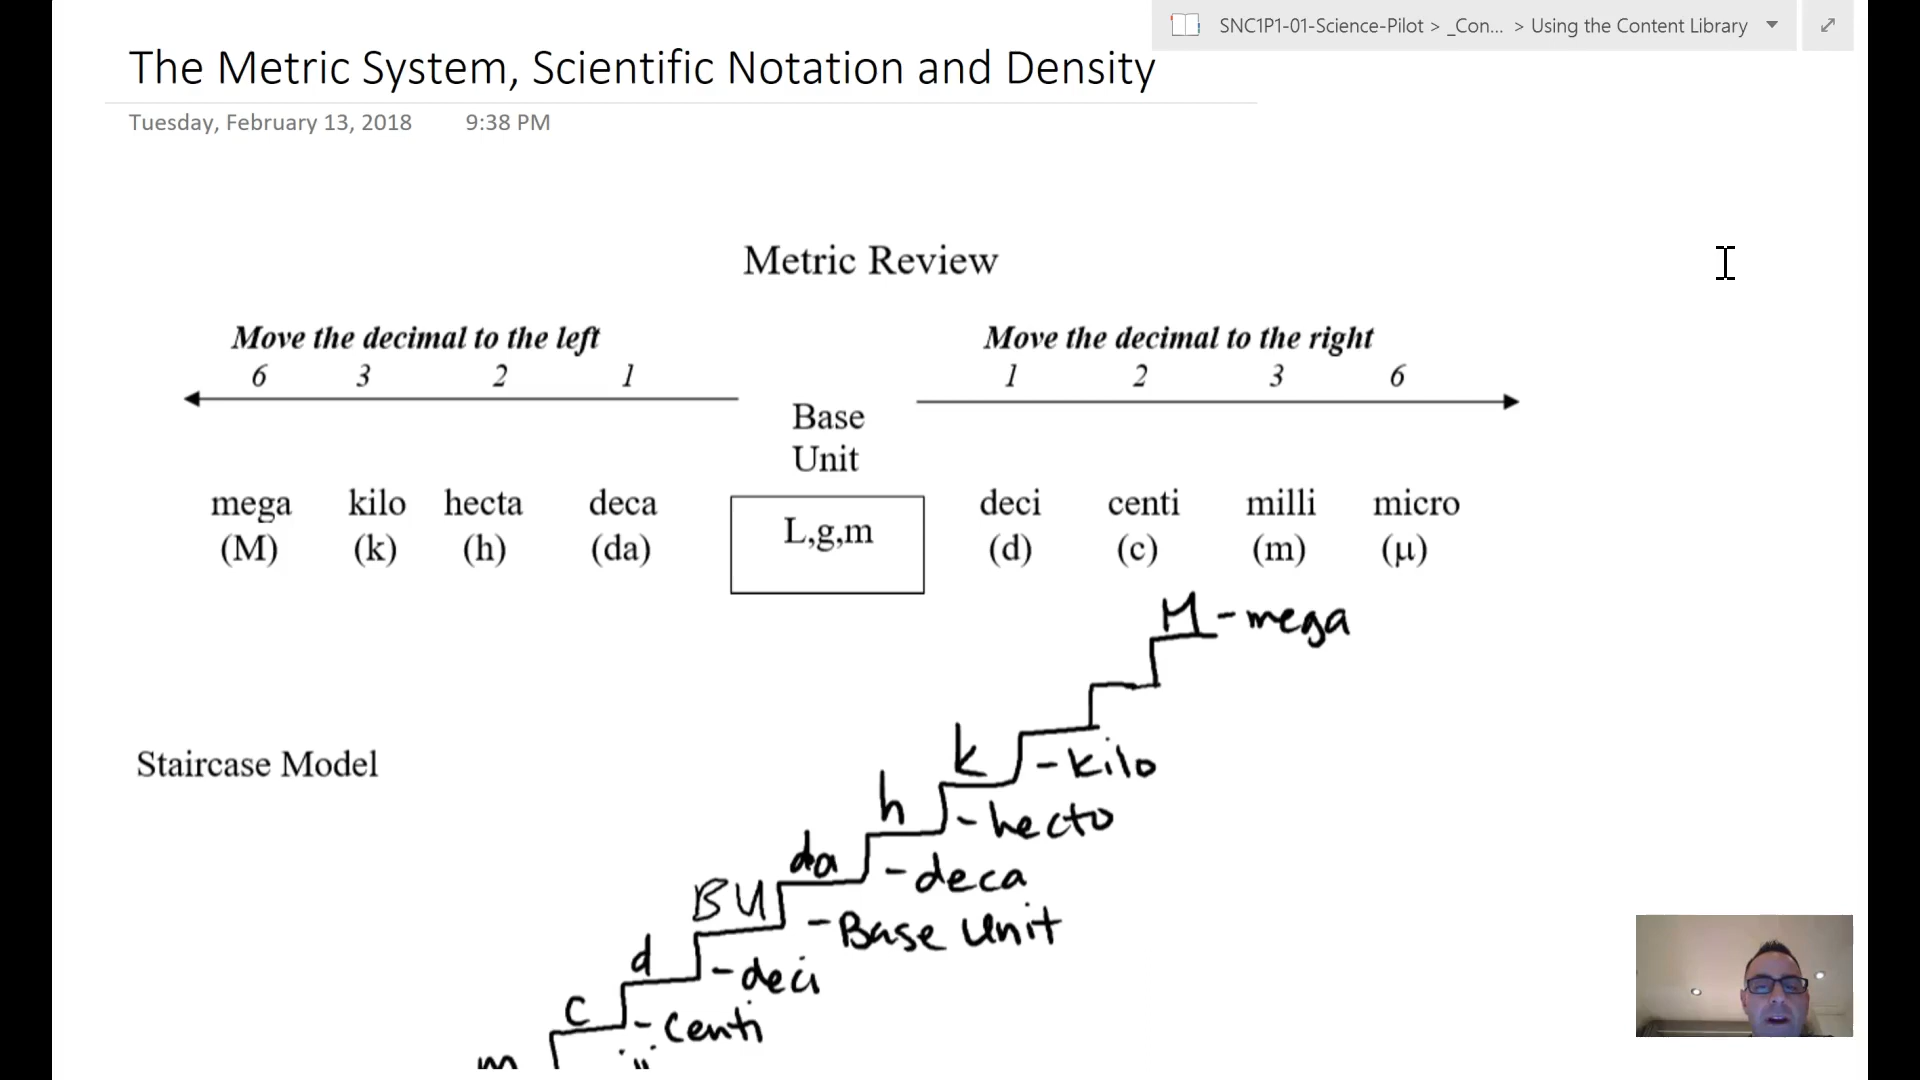 SNC1P1-01-Science-Pilot > _Con... > Using the Content Library
The Metric System, Scientific Notation and Density
Tuesday, February 13, 2018 9:38 PM
Metric Review
Move the decimal to the left Move the decimal to the right
6 3 2 1 1 2 3 6
Base
Unit
mega kilo hecta deca deci centi milli micro
(M) (k) (h) (da) L,g,m (d) (c) (m) (µ)
M - mega
Staircase Model
k - kilo
h - hecto
da - deca
BU - Base Unit
d - deci
c - centi
m